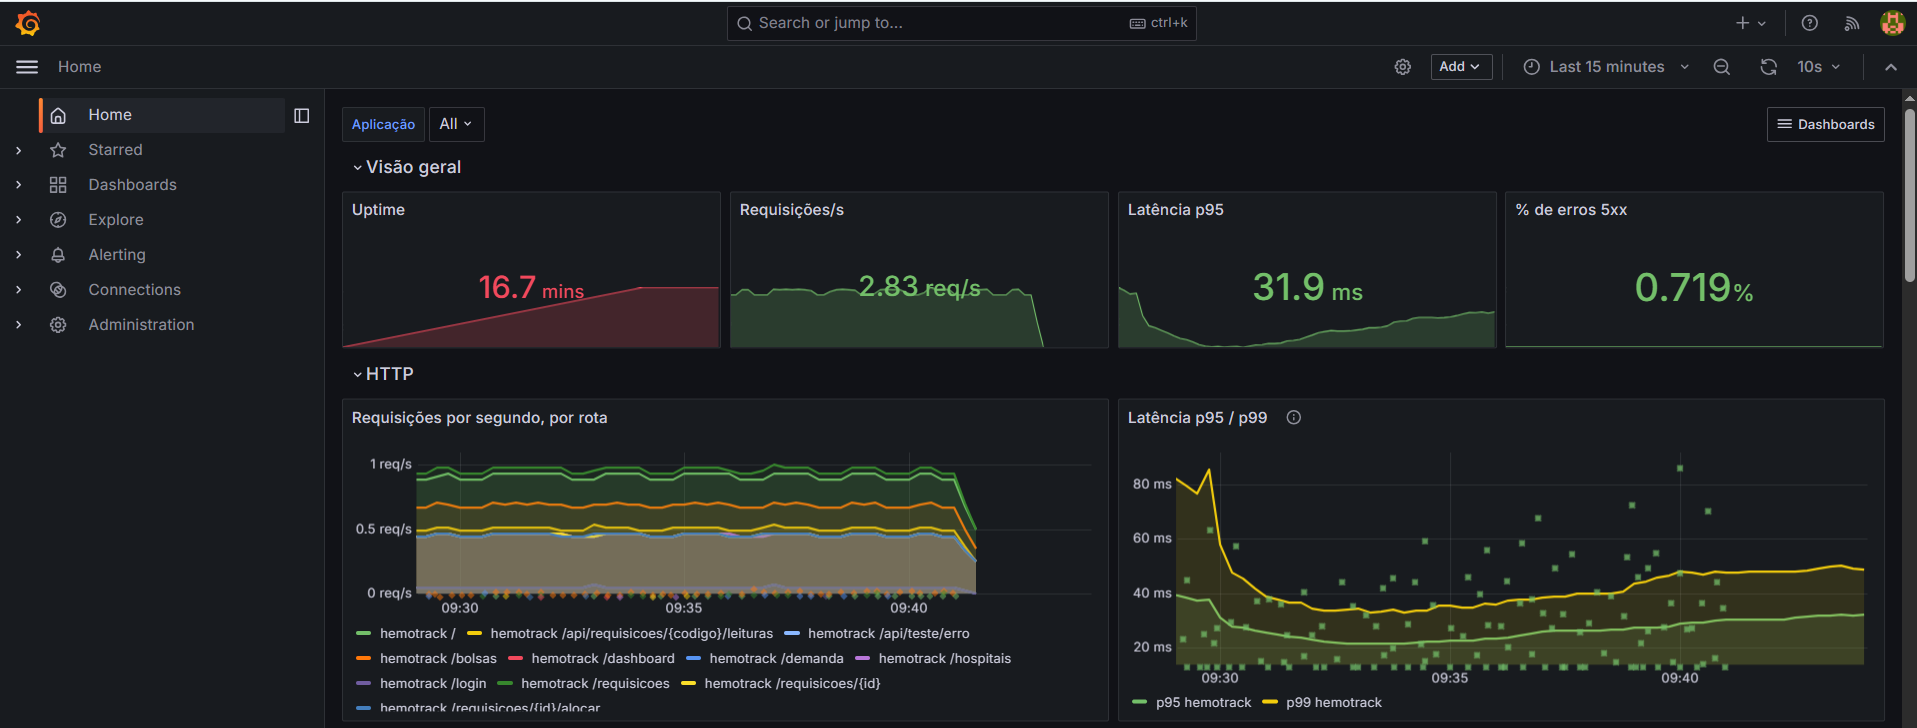 Search or jump to... ctrl+k
Home Add Last 15 minutes 10s
Home
Starred
Dashboards
Explore
Alerting
Connections
Administration
Aplicação All Dashboards
Visão geral
Uptime
16.7 mins
Requisições/s
2.83 req/s
Latência p95
31.9 ms
% de erros 5xx
0.719%
HTTP
Requisições por segundo, por rota
1 req/s
0.5 req/s
0 req/s
09:30 09:35 09:40
hemotrack / hemotrack /api/requisicoes/{codigo}/leituras hemotrack /api/teste/erro
hemotrack /bolsas hemotrack /dashboard hemotrack /demanda hemotrack /hospitais
hemotrack /login hemotrack /requisicoes hemotrack /requisicoes/{id}
hemotrack /requisicoes/{id}/alocar
Latência p95 / p99
80 ms
60 ms
40 ms
20 ms
09:30 09:35 09:40
p95 hemotrack p99 hemotrack